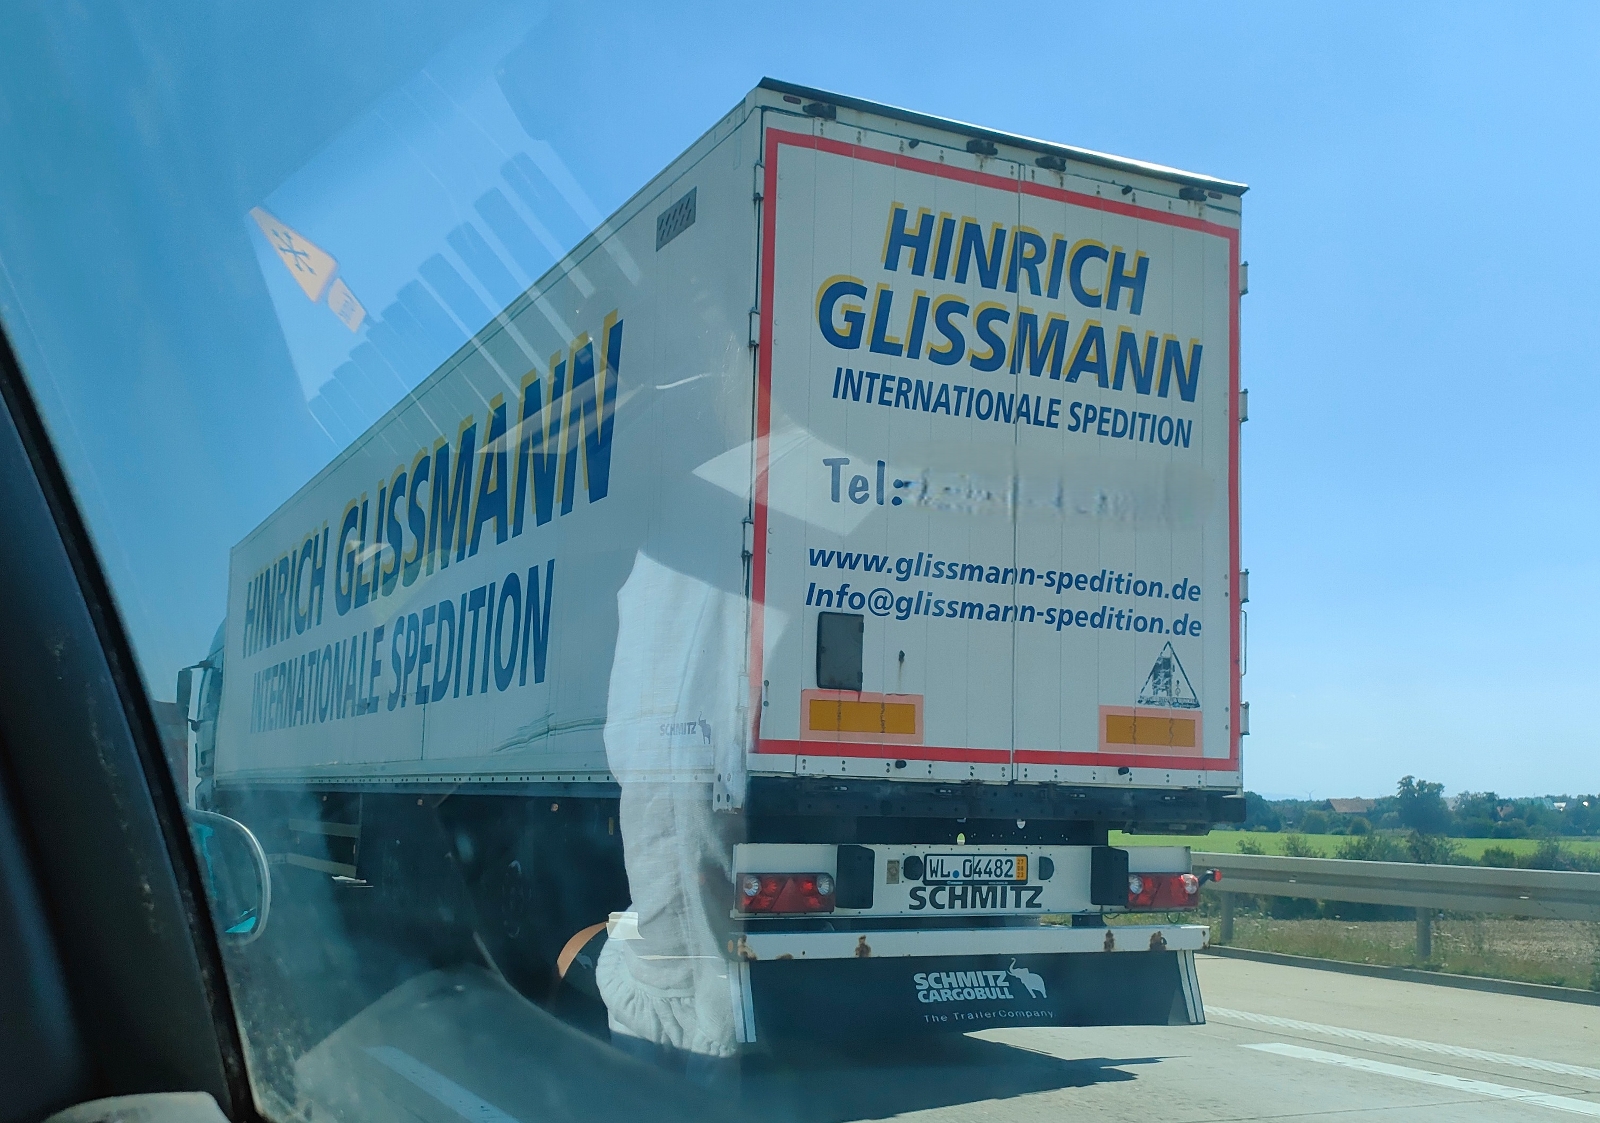 HINRICH
GLISSMANN
INTERNATIONALE SPEDITION
Tel:
www.glissmann-spedition.de
Info@glissmann-spedition.de
HINRICH GLISSMANN
INTERNATIONALE SPEDITION
SCHMITZ
WL 04482
SCHMITZ
SCHMITZ
CARGOBULL
The TrailerCompany.